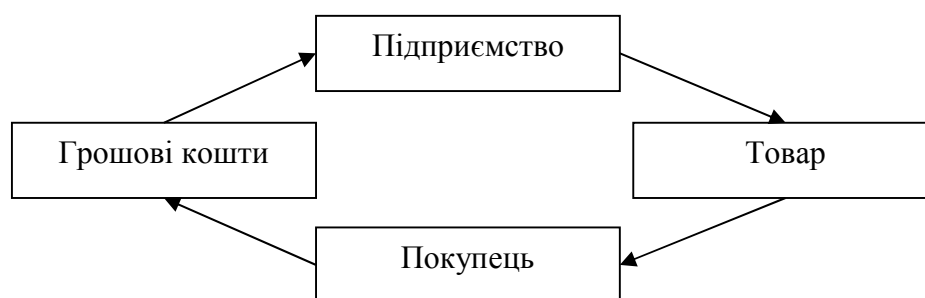 Підприємство
Грошові кошти
Товар
Покупець